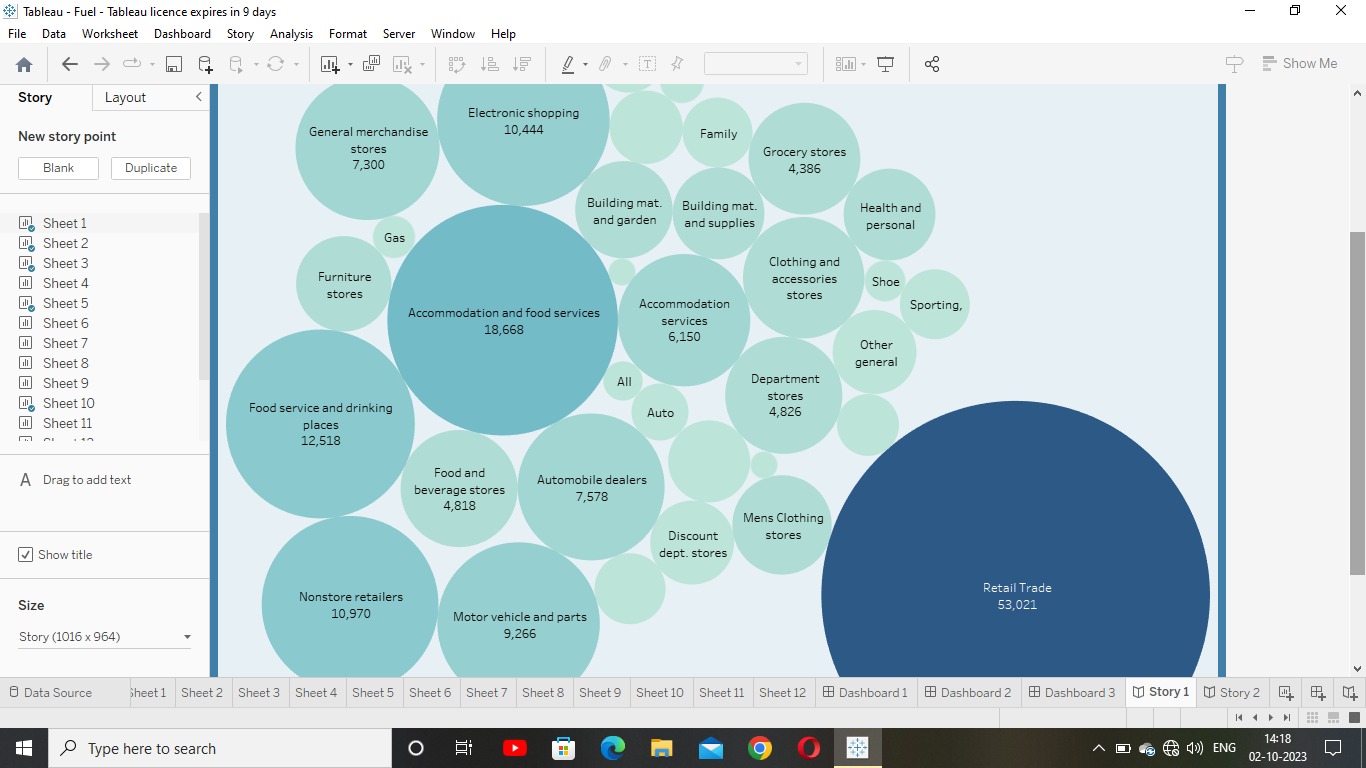 Tableau - Fuel - Tableau licence expires in 9 days
File Data Worksheet Dashboard Story Analysis Format Server Window Help
Show Me
Story Layout
New story point
Blank Duplicate
Sheet 1
Sheet 2
Sheet 3
Sheet 4
Sheet 5
Sheet 6
Sheet 7
Sheet 8
Sheet 9
Sheet 10
Sheet 11
A Drag to add text
Show title
Size
Story (1016 x 964)
General merchandise
stores
7,300
Electronic shopping
10,444
Family
Grocery stores
4,386
Building mat.
and garden
Building mat.
and supplies
Health and
personal
Gas
Furniture
stores
Accommodation and food services
18,668
Accommodation
services
6,150
Clothing and
accessories
stores
Shoe
Sporting,
Other
general
All
Auto
Department
stores
4,826
Food service and drinking
places
12,518
Food and
beverage stores
4,818
Automobile dealers
7,578
Discount
dept. stores
Mens Clothing
stores
Nonstore retailers
10,970
Motor vehicle and parts
9,266
Retail Trade
53,021
Data Source Sheet 1 Sheet 2 Sheet 3 Sheet 4 Sheet 5 Sheet 6 Sheet 7 Sheet 8 Sheet 9 Sheet 10 Sheet 11 Sheet 12 Dashboard 1 Dashboard 2 Dashboard 3 Story 1 Story 2
Type here to search
ENG
14:18
02-10-2023